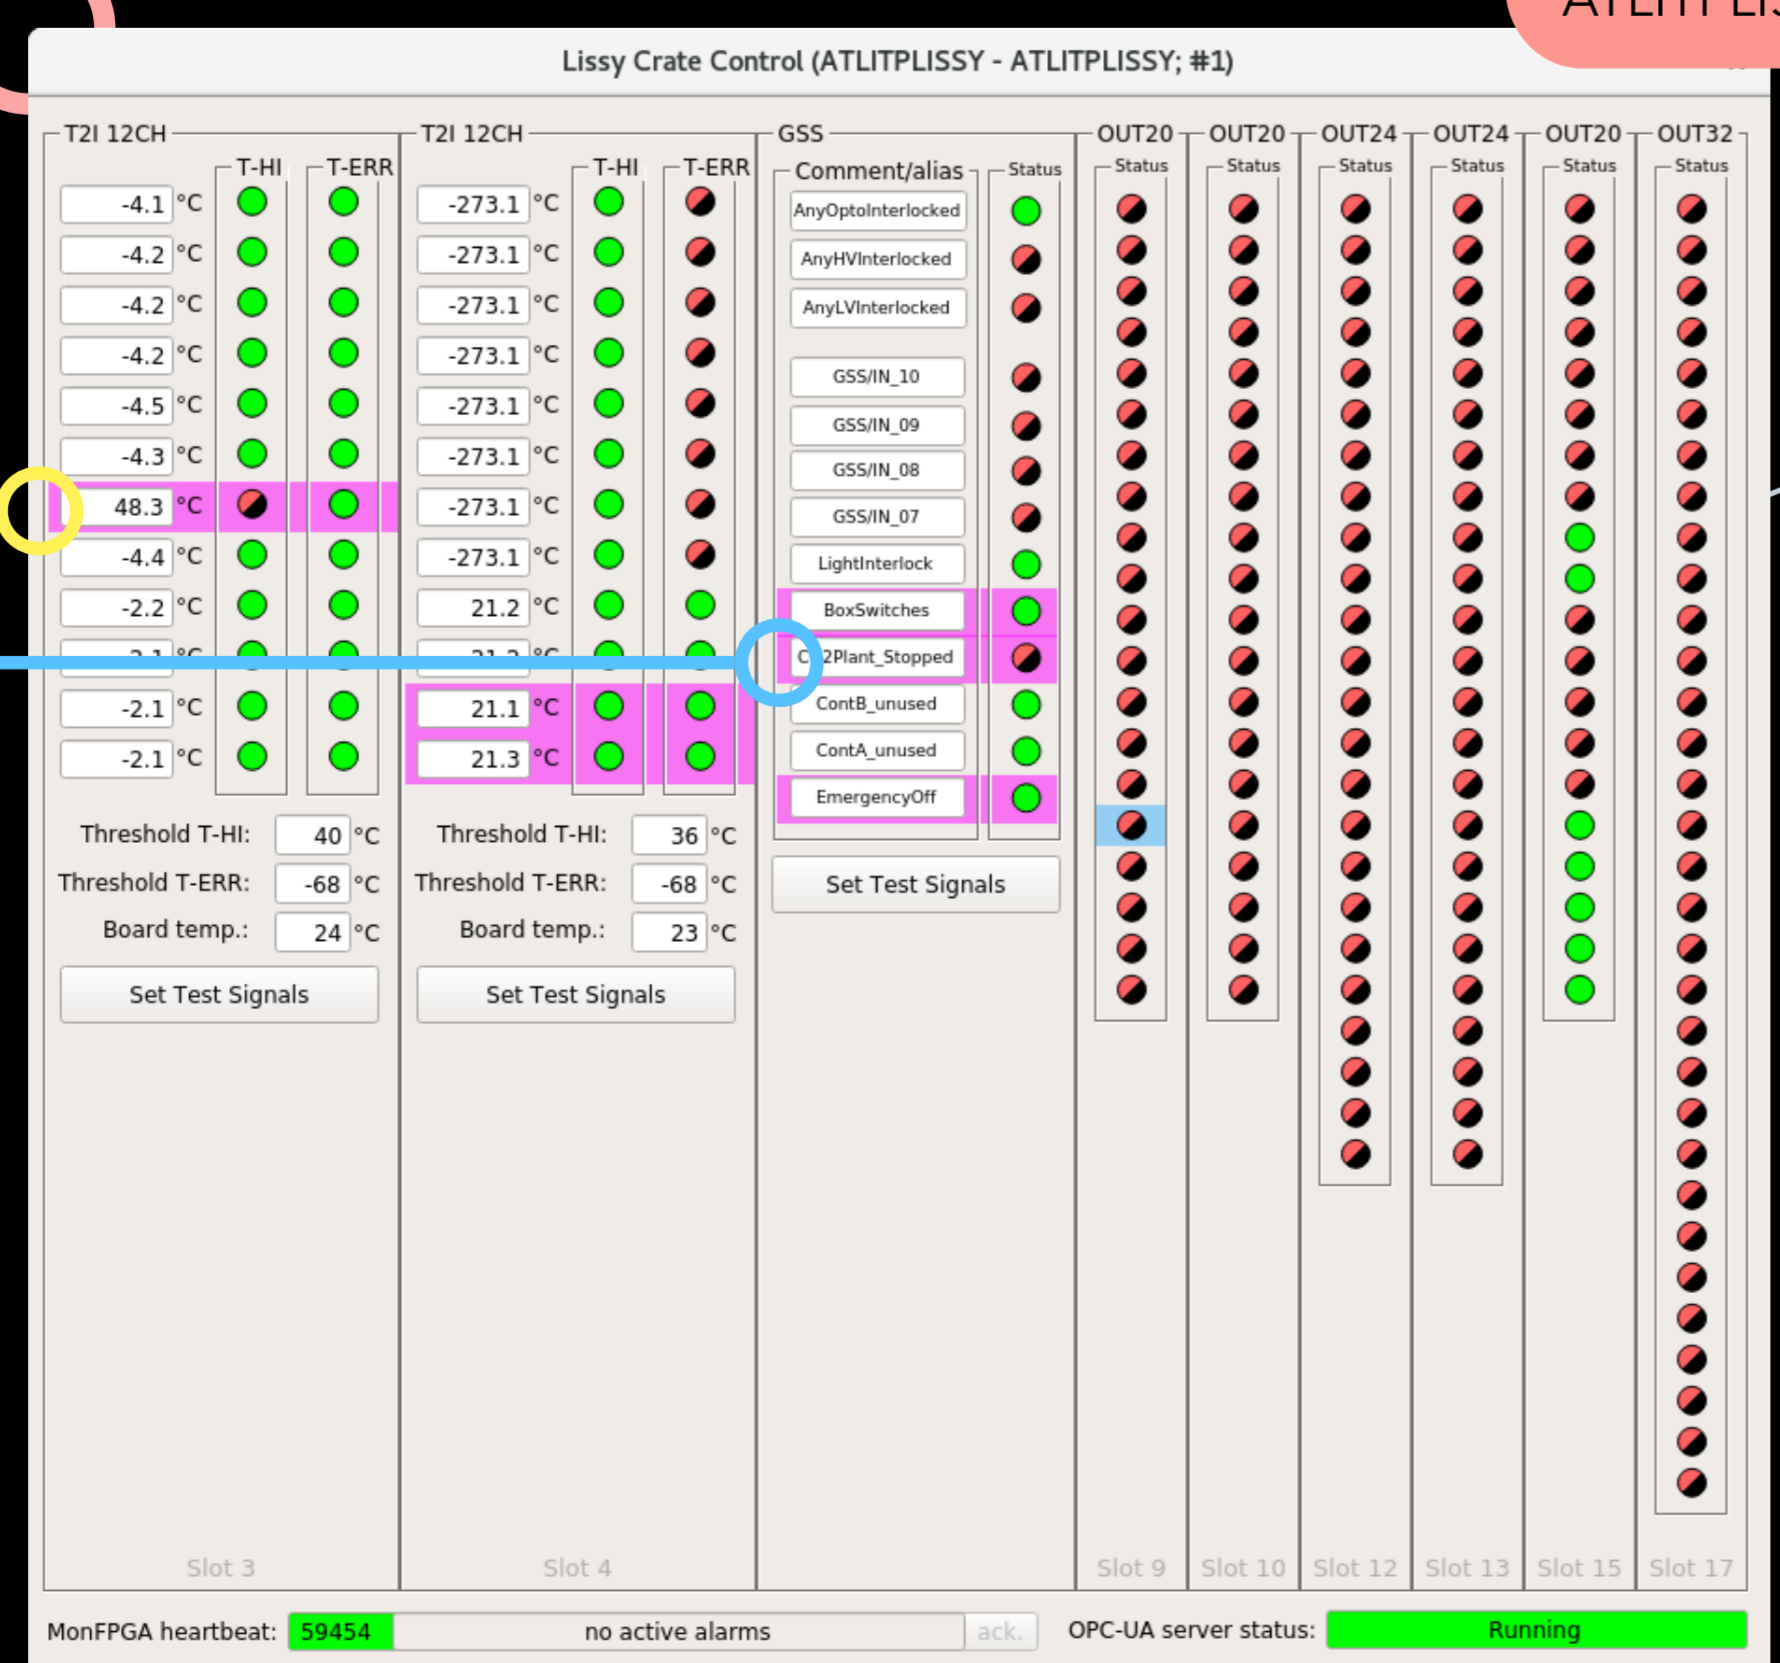 ATLITPLIS
Lissy Crate Control (ATLITPLISSY - ATLITPLISSY; #1)
T2I 12CH
T-HI T-ERR
-4.1 °C
-4.2 °C
-4.2 °C
-4.2 °C
-4.5 °C
-4.3 °C
48.3 °C
-4.4 °C
-2.2 °C
-2.1 °C
-2.1 °C
-2.1 °C
Threshold T-HI: 40 °C
Threshold T-ERR: -68 °C
Board temp.: 24 °C
Set Test Signals
Slot 3
T2I 12CH
T-HI T-ERR
-273.1 °C
-273.1 °C
-273.1 °C
-273.1 °C
-273.1 °C
-273.1 °C
-273.1 °C
-273.1 °C
21.2 °C
21.2 °C
21.1 °C
21.3 °C
Threshold T-HI: 36 °C
Threshold T-ERR: -68 °C
Board temp.: 23 °C
Set Test Signals
Slot 4
GSS
Comment/alias Status
AnyOptoInterlocked
AnyHVInterlocked
AnyLVInterlocked
GSS/IN_10
GSS/IN_09
GSS/IN_08
GSS/IN_07
LightInterlock
BoxSwitches
CO2Plant_Stopped
ContB_unused
ContA_unused
EmergencyOff
Set Test Signals
OUT20
Status
Slot 9
OUT20
Status
Slot 10
OUT24
Status
Slot 12
OUT24
Status
Slot 13
OUT20
Status
Slot 15
OUT32
Status
Slot 17
MonFPGA heartbeat: 59454 no active alarms ack. OPC-UA server status: Running